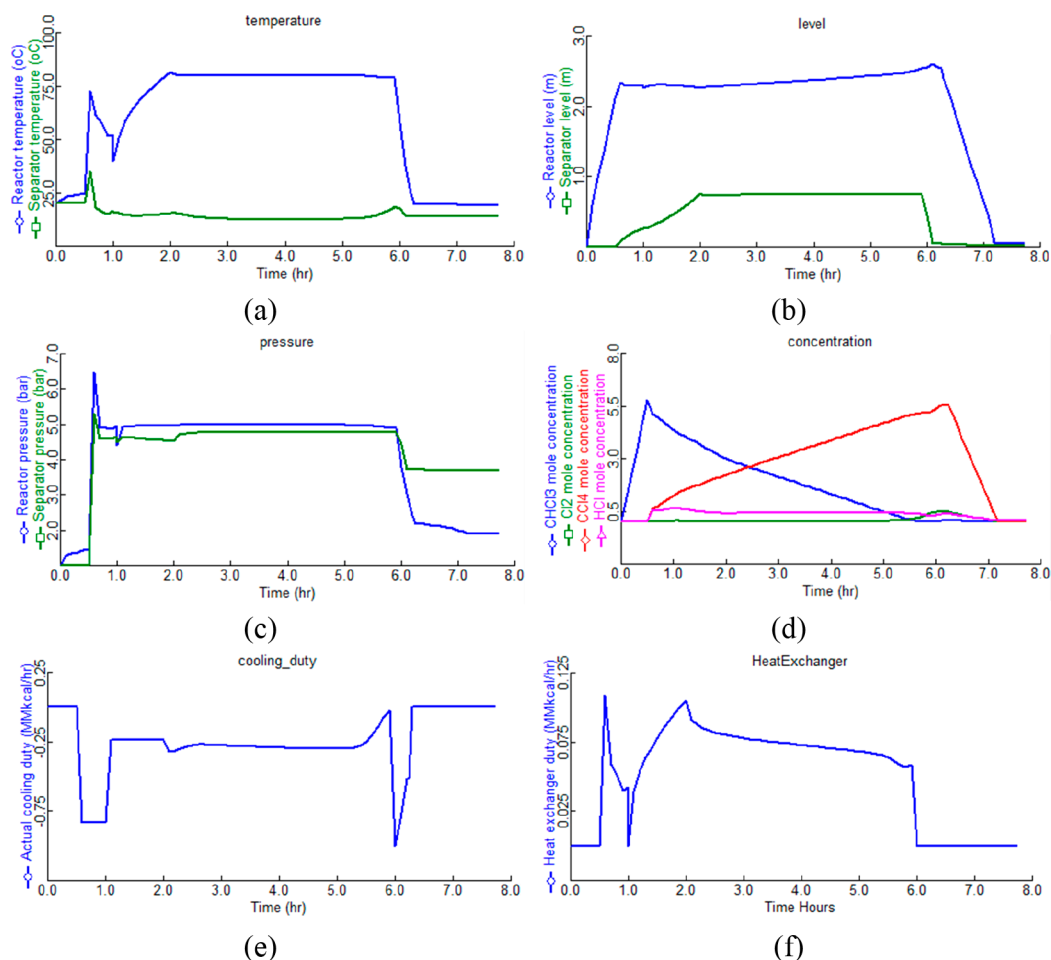 temperature
Reactor temperature (oC)
Separator temperature (oC)
25.0 50.0 75.0 100.0
0.0 1.0 2.0 3.0 4.0 5.0 6.0 7.0 8.0
Time (hr)
(a)
level
Reactor level (m)
Separator level (m)
1.0 2.0 3.0
0.0 1.0 2.0 3.0 4.0 5.0 6.0 7.0 8.0
Time (hr)
(b)
pressure
Reactor pressure (bar)
Separator pressure (bar)
2.0 3.0 4.0 5.0 6.0 7.0
0.0 1.0 2.0 3.0 4.0 5.0 6.0 7.0 8.0
Time (hr)
(c)
concentration
CHCl3 mole concentration
Cl2 mole concentration
CCl4 mole concentration
HCl mole concentration
0.5 3.0 5.5 8.0
0.0 1.0 2.0 3.0 4.0 5.0 6.0 7.0 8.0
Time (hr)
(d)
cooling_duty
Actual cooling duty (MMkcal/hr)
-0.75 -0.25 0.25
0.0 1.0 2.0 3.0 4.0 5.0 6.0 7.0 8.0
Time (hr)
(e)
HeatExchanger
Heat exchanger duty (MMkcal/hr)
0.025 0.075 0.125
0.0 1.0 2.0 3.0 4.0 5.0 6.0 7.0 8.0
Time Hours
(f)